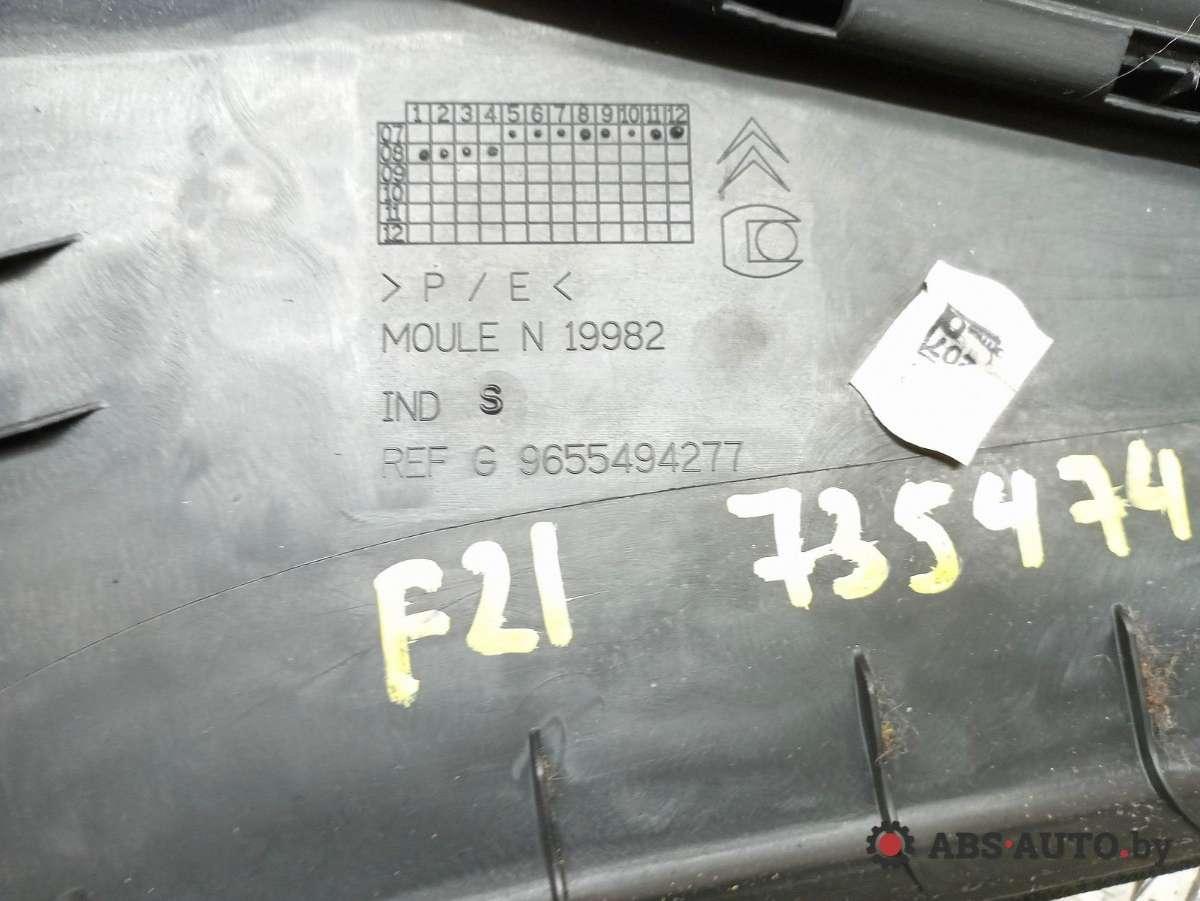 1 2 3 4 5 6 7 8 9 10 11 12
07
08
09
10
11
12
> P / E <
MOULE N 19982
IND S
REF G 9655494277
F21 735474
ABS·AUTO.by